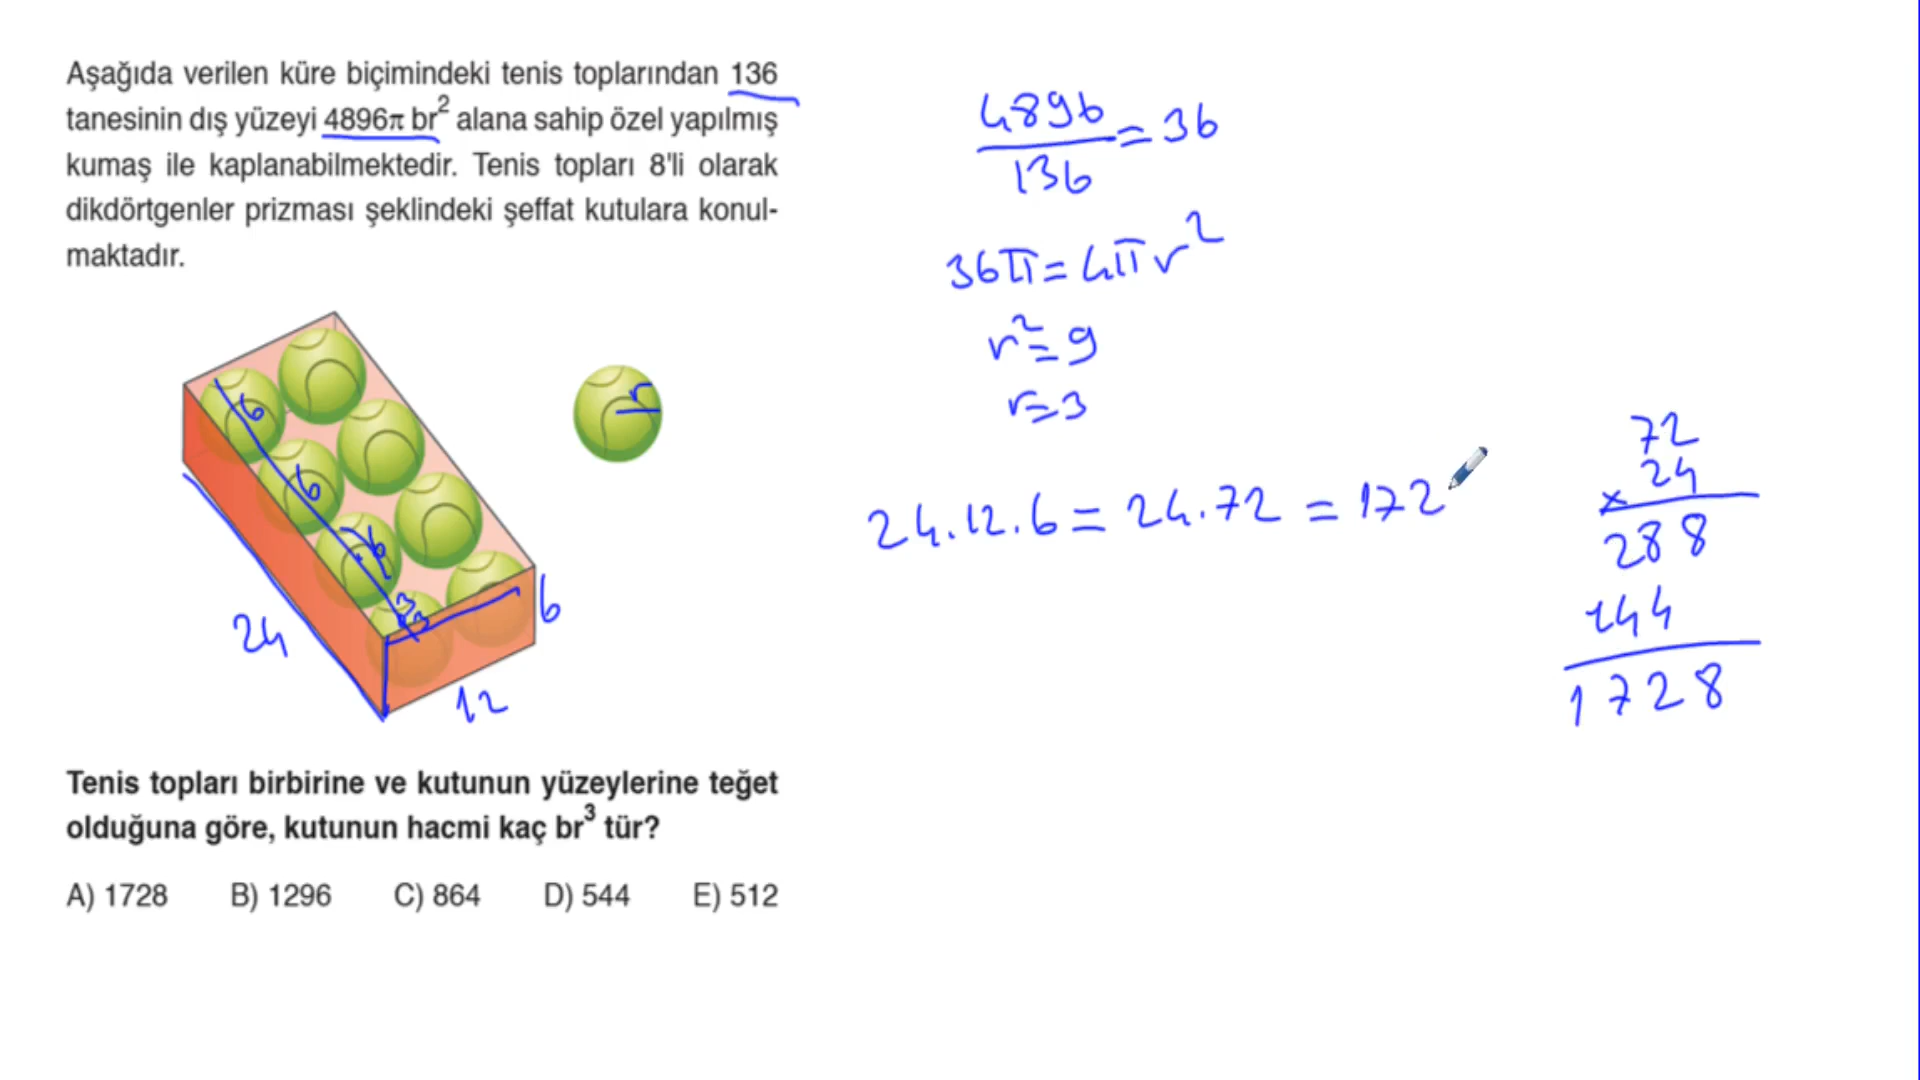 Aşağıda verilen küre biçimindeki tenis toplarından 136
tanesinin dış yüzeyi 4896π br² alana sahip özel yapılmış
kumaş ile kaplanabilmektedir. Tenis topları 8'li olarak
dikdörtgenler prizması şeklindeki şeffat kutulara konul-
maktadır.
r
6
6
6
3
3
24
6
12
Tenis topları birbirine ve kutunun yüzeylerine teğet
olduğuna göre, kutunun hacmi kaç br³ tür?
A) 1728 B) 1296 C) 864 D) 544 E) 512
4896
136
= 36
36π = 4πr²
r² = 9
r = 3
24.12.6 = 24.72 = 172
72
x 24
288
144
1728